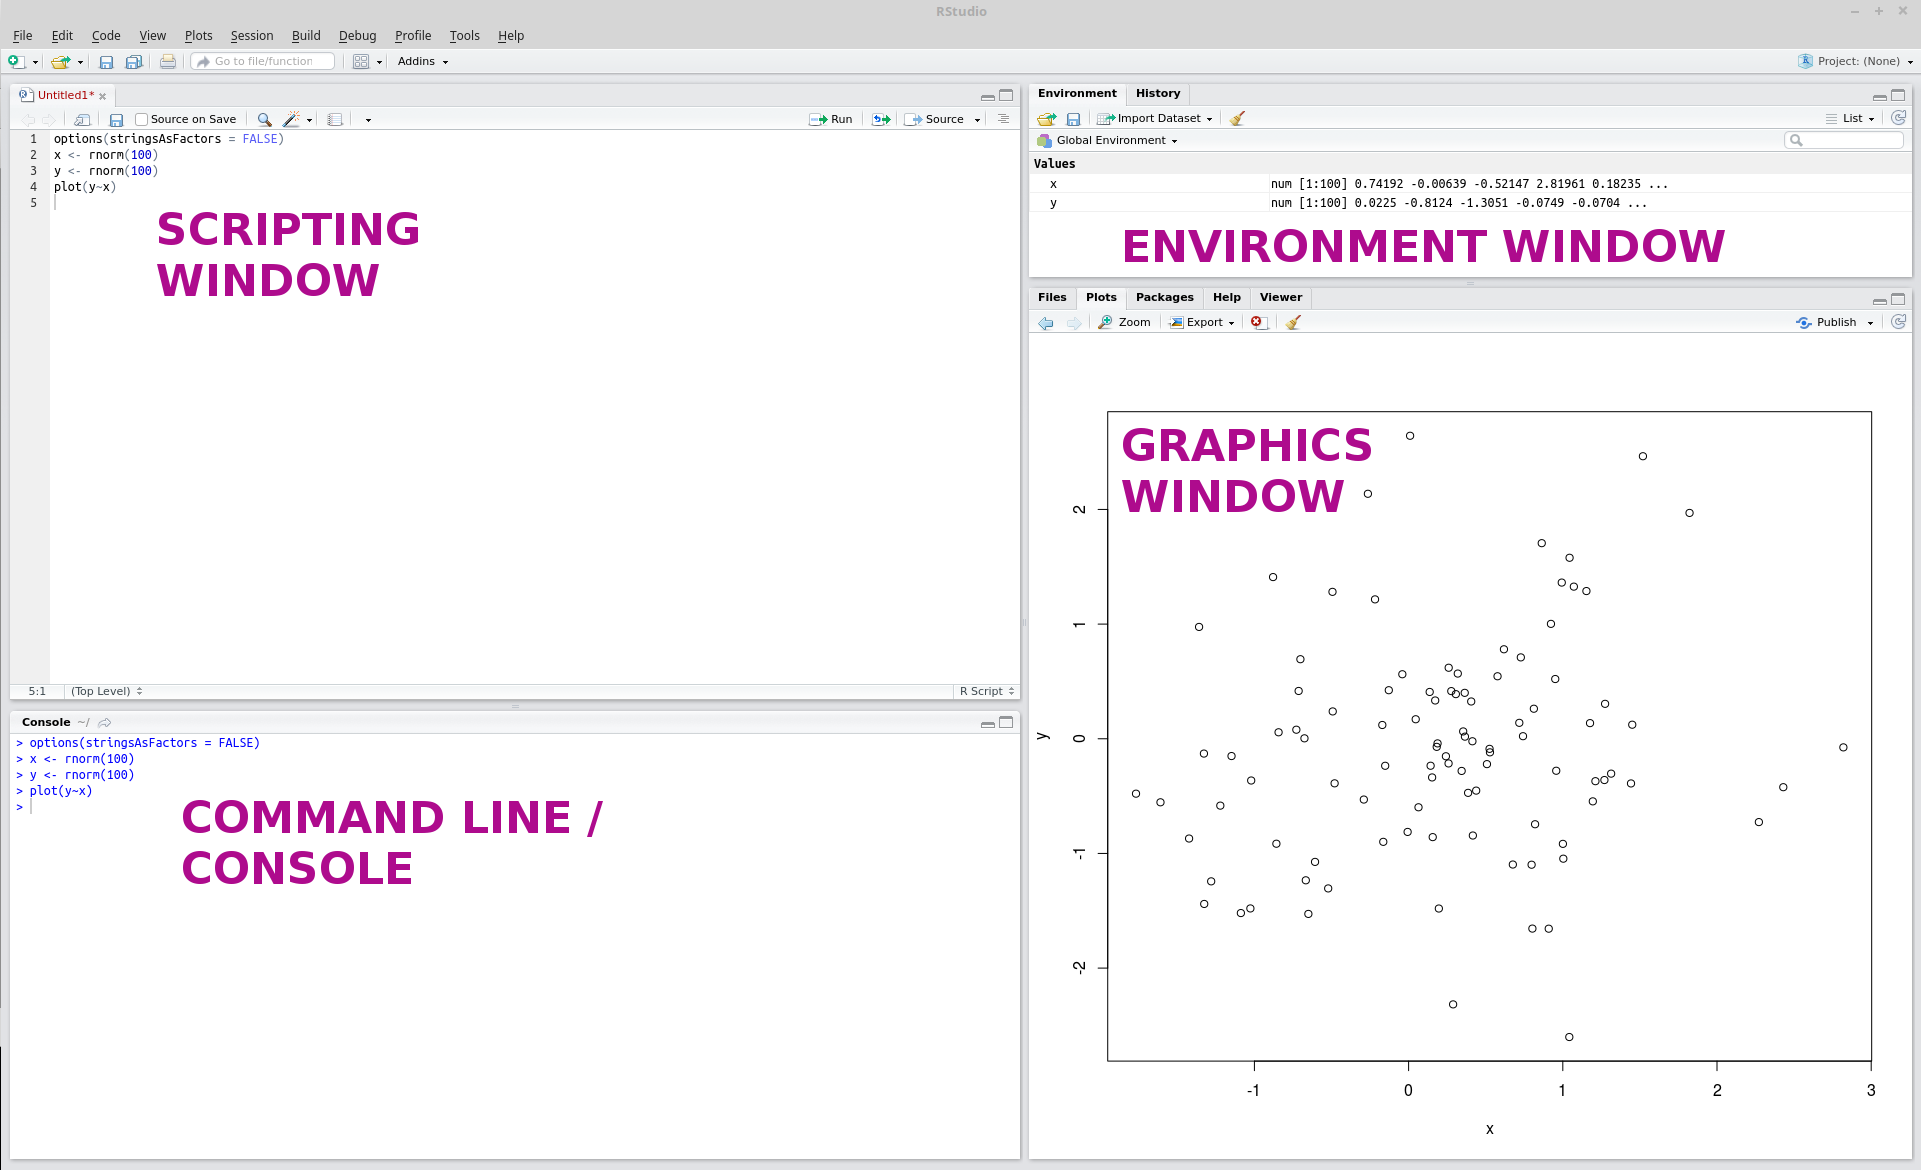 RStudio
File Edit Code View Plots Session Build Debug Profile Tools Help
Go to file/function Addins Project: (None)
Untitled1*
Source on Save Run Source
1 options(stringsAsFactors = FALSE)
2 x <- rnorm(100)
3 y <- rnorm(100)
4 plot(y~x)
5
SCRIPTING
WINDOW
5:1 (Top Level) R Script
Console ~/
> options(stringsAsFactors = FALSE)
> x <- rnorm(100)
> y <- rnorm(100)
> plot(y~x)
>
COMMAND LINE /
CONSOLE
Environment History
Import Dataset List
Global Environment
Values
x num [1:100] 0.74192 -0.00639 -0.52147 2.81961 0.18235 ...
y num [1:100] 0.0225 -0.8124 -1.3051 -0.0749 -0.0704 ...
ENVIRONMENT WINDOW
Files Plots Packages Help Viewer
Zoom Export Publish
GRAPHICS
WINDOW
2
1
0
-1
-2
y
-1 0 1 2 3
x